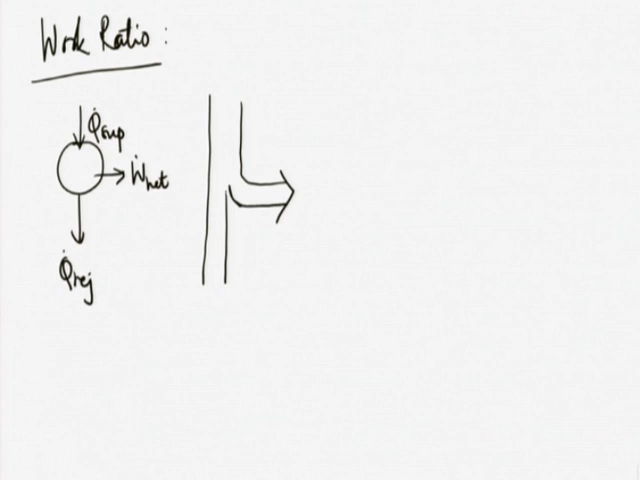 Work Ratio :
Q̇sup
Ẇnet
Q̇rej